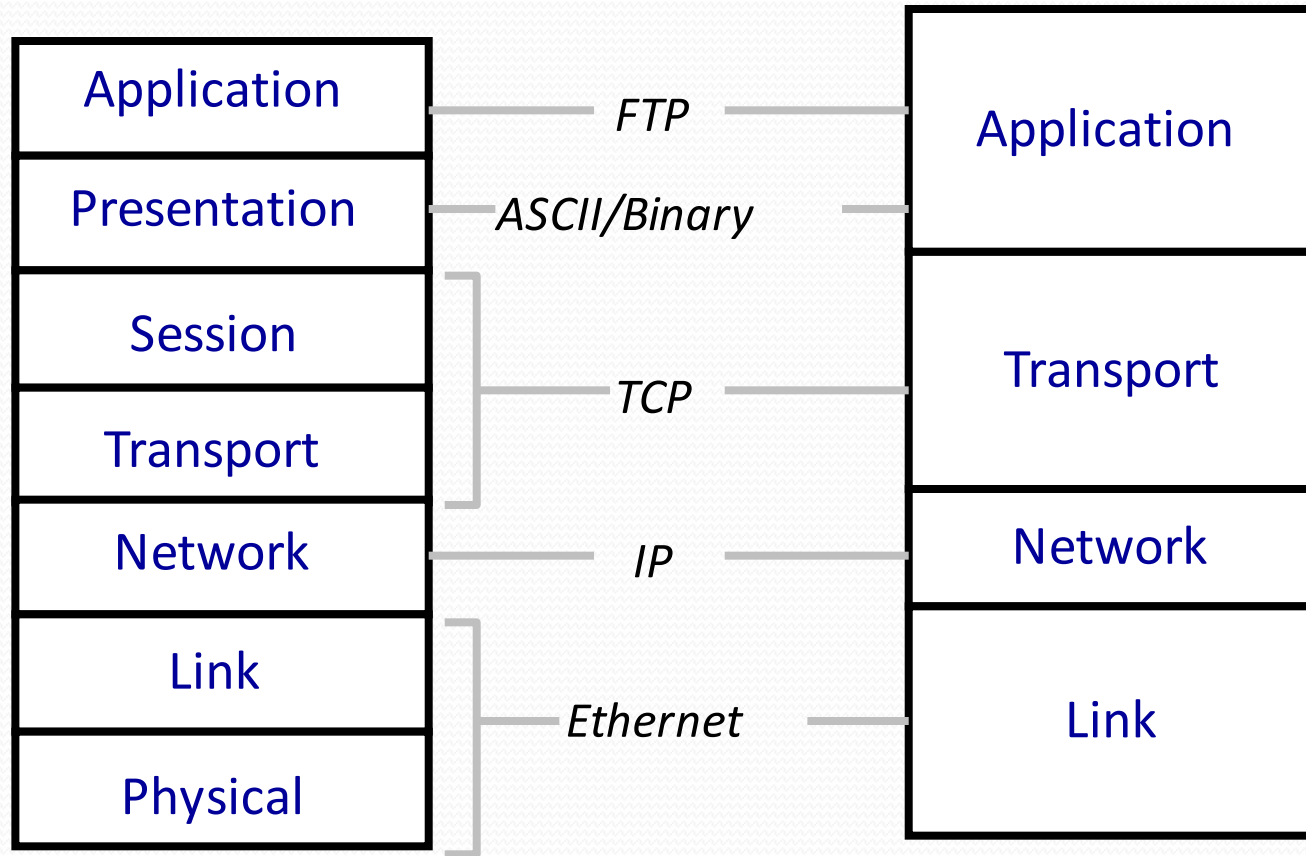 Application
Presentation
Session
Transport
Network
Link
Physical
FTP
ASCII/Binary
TCP
IP
Ethernet
Application
Transport
Network
Link